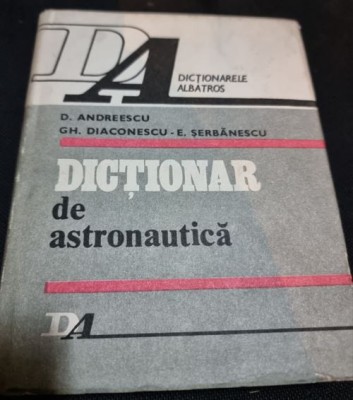 DA
DICȚIONARELE
ALBATROS
D. ANDREESCU
GH. DIACONESCU - E. ȘERBĂNESCU
DICȚIONAR
de
astronautică
DA